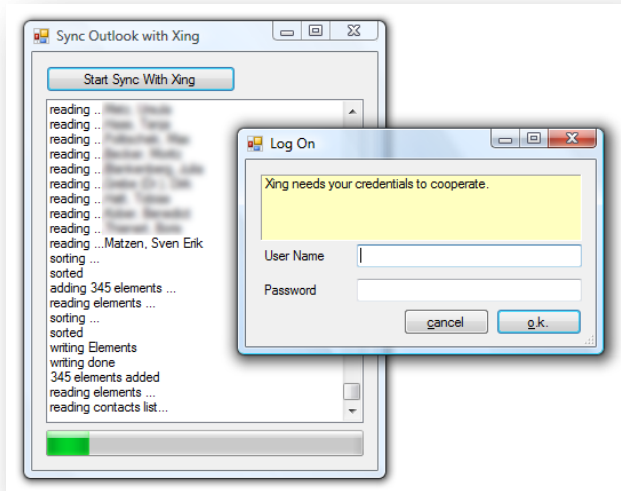 Sync Outlook with Xing
Start Sync With Xing
reading ..
reading ..
reading ..
reading ..
reading ..
reading ..
reading ..
reading ..
reading ..
reading ...Matzen, Sven Erik
sorting ...
sorted
adding 345 elements ...
reading elements ...
sorting ...
sorted
writing Elements
writing done
345 elements added
reading elements ...
reading contacts list...
Log On
Xing needs your credentials to cooperate.
User Name
Password
cancel
o.k.